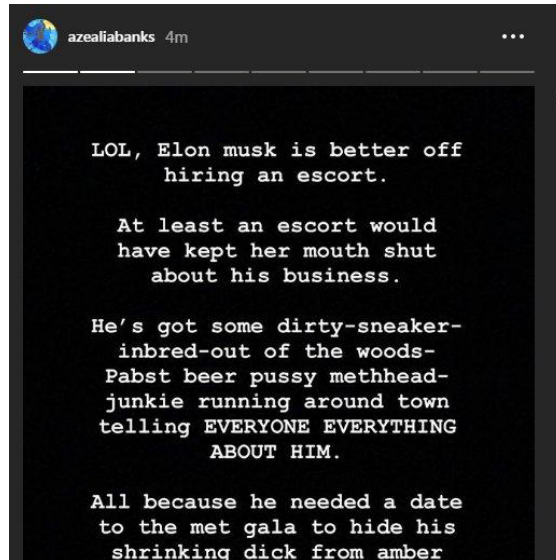 azealiabanks 4m
LOL, Elon musk is better off
hiring an escort.
At least an escort would
have kept her mouth shut
about his business.
He’s got some dirty-sneaker-
inbred-out of the woods-
Pabst beer pussy methhead-
junkie running around town
telling EVERYONE EVERYTHING
ABOUT HIM.
All because he needed a date
to the met gala to hide his
shrinking dick from amber